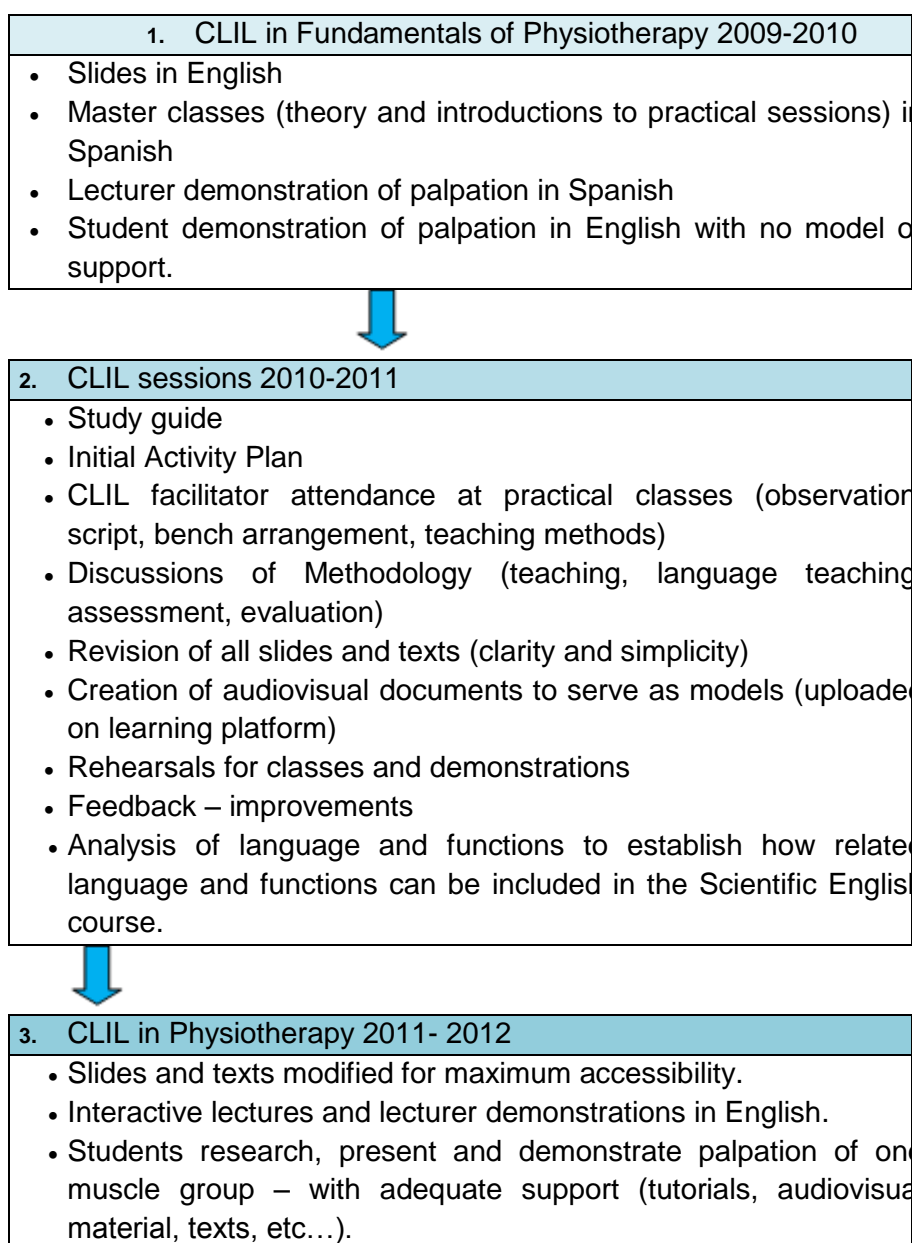 1. CLIL in Fundamentals of Physiotherapy 2009-2010
• Slides in English
• Master classes (theory and introductions to practical sessions) in
Spanish
• Lecturer demonstration of palpation in Spanish
• Student demonstration of palpation in English with no model
support.
2. CLIL sessions 2010-2011
• Study guide
• Initial Activity Plan
• CLIL facilitator attendance at practical classes (observation
script, bench arrangement, teaching methods)
• Discussions of Methodology (teaching, language teaching
assessment, evaluation)
• Revision of all slides and texts (clarity and simplicity)
• Creation of audiovisual documents to serve as models (uploaded
on learning platform)
• Rehearsals for classes and demonstrations
• Feedback – improvements
• Analysis of language and functions to establish how related
language and functions can be included in the Scientific English
course.
3. CLIL in Physiotherapy 2011- 2012
• Slides and texts modified for maximum accessibility.
• Interactive lectures and lecturer demonstrations in English.
• Students research, present and demonstrate palpation of one
muscle group – with adequate support (tutorials, audiovisual
material, texts, etc…).